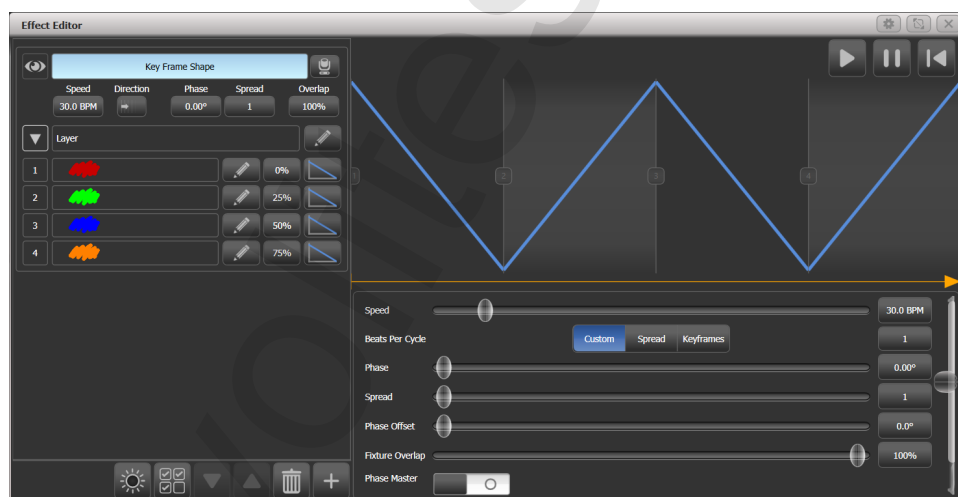 Effect Editor
Key Frame Shape
Speed Direction Phase Spread Overlap
30.0 BPM 0.00° 1 100%
Layer
1 0%
2 25%
3 50%
4 75%
1 2 3 4
Speed 30.0 BPM
Beats Per Cycle Custom Spread Keyframes 1
Phase 0.00°
Spread 1
Phase Offset 0.0°
Fixture Overlap 100%
Phase Master